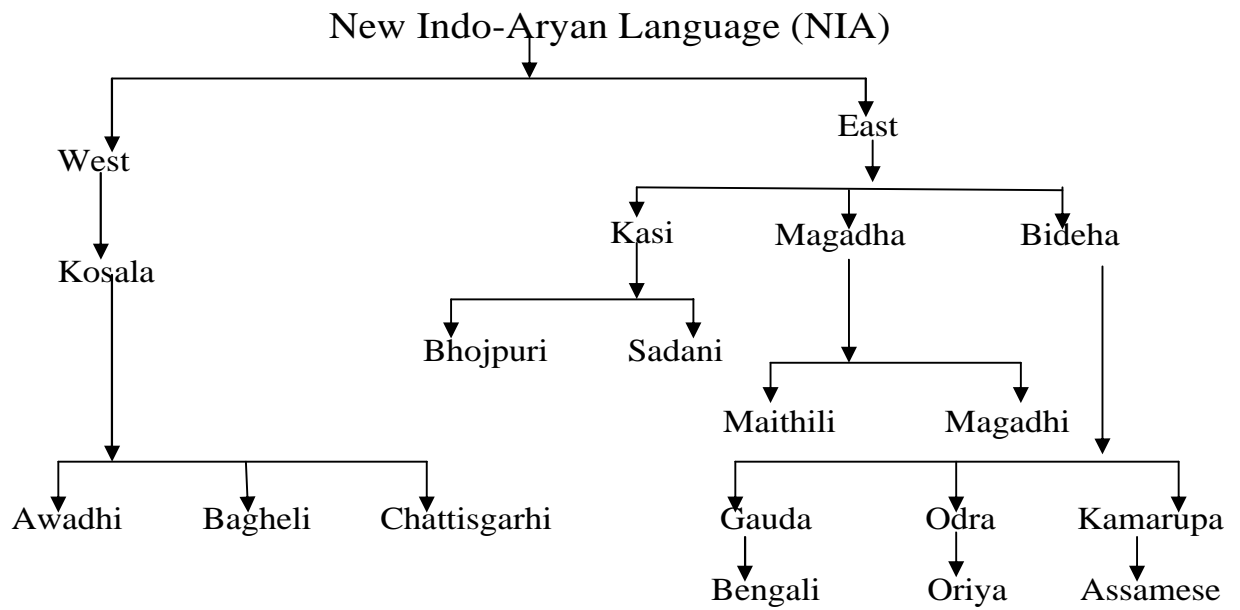 New Indo-Aryan Language (NIA)
East
West
Kasi Magadha Bideha
Kosala
Bhojpuri Sadani
Maithili Magadhi
Awadhi Bagheli Chattisgarhi Gauda Odra Kamarupa
Bengali Oriya Assamese